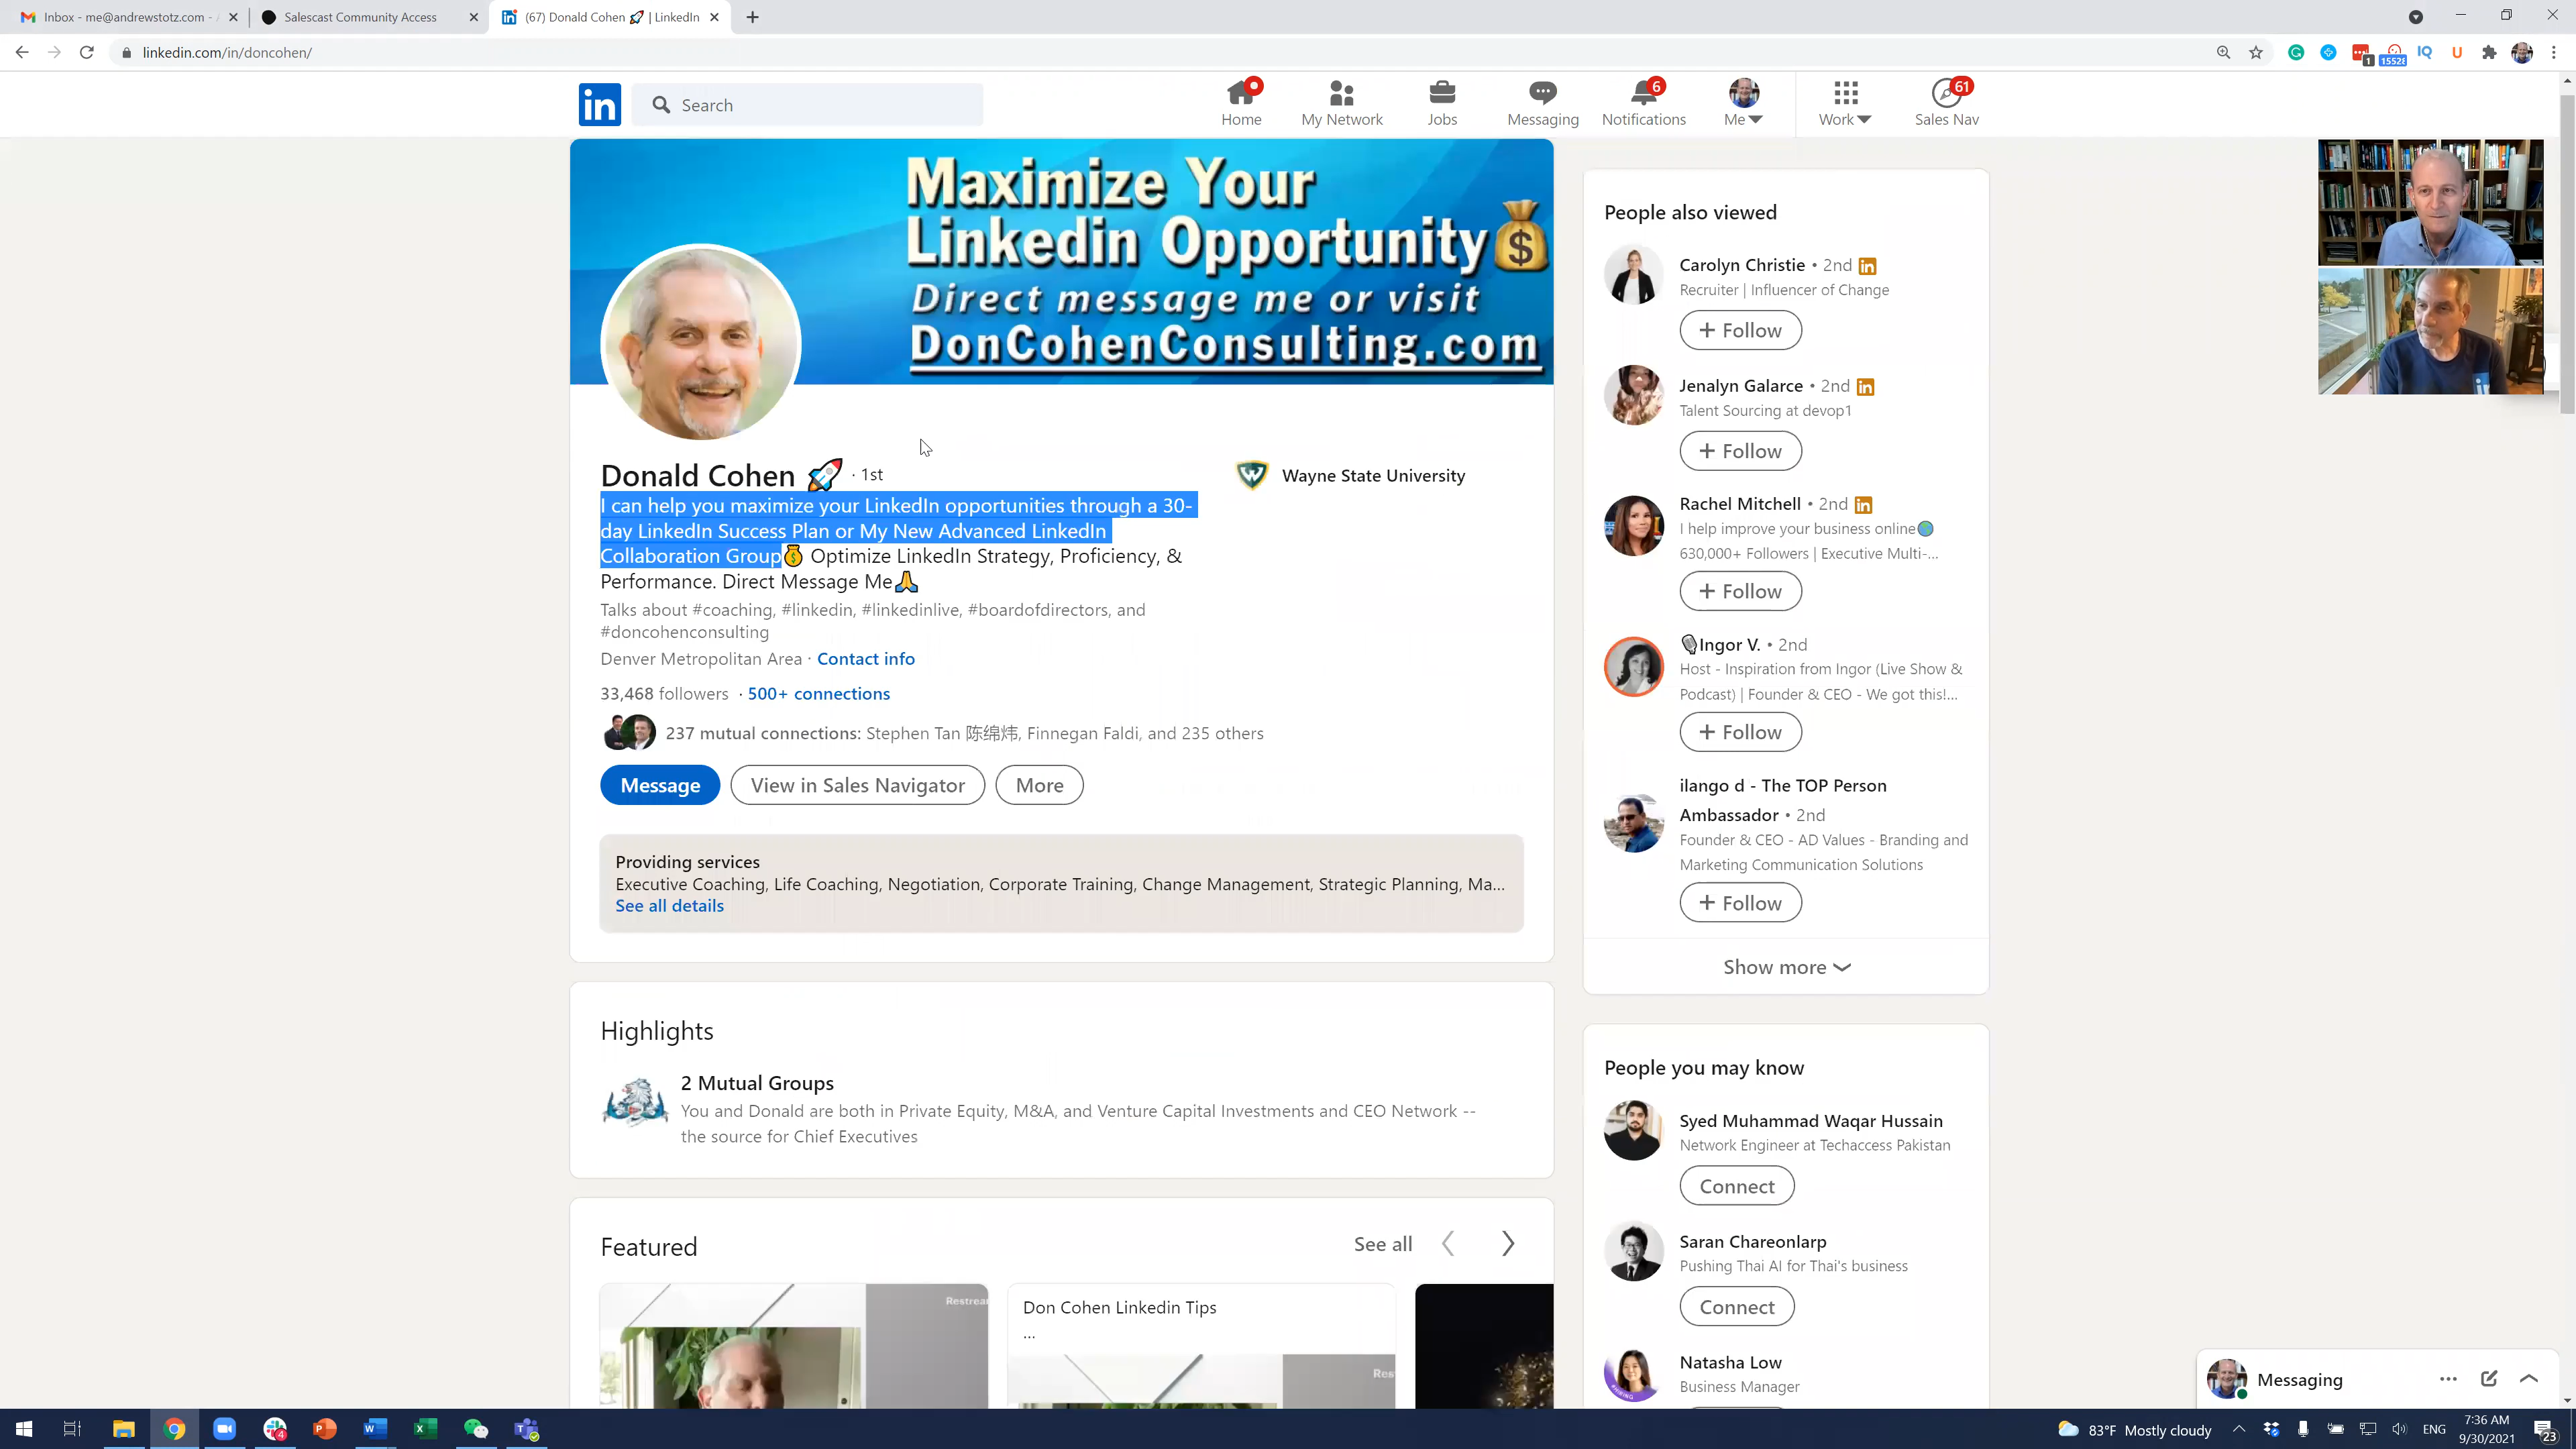 Inbox - me@andrewstotz.com -
Salescast Community Access
(67) Donald Cohen 🚀 | LinkedIn
linkedin.com/in/doncohen/
1
15528
IQ
U
in
Search
Home
My Network
Jobs
Messaging
6
Notifications
Me
Work
61
Sales Nav
Maximize Your
Linkedin Opportunity💰
Direct message me or visit
DonCohenConsulting.com
Donald Cohen 🚀 · 1st
Wayne State University
I can help you maximize your LinkedIn opportunities through a 30-
day LinkedIn Success Plan or My New Advanced LinkedIn
Collaboration Group💰 Optimize LinkedIn Strategy, Proficiency, &
Performance. Direct Message Me🙏
Talks about #coaching, #linkedin, #linkedinlive, #boardofdirectors, and
#doncohenconsulting
Denver Metropolitan Area · Contact info
33,468 followers · 500+ connections
237 mutual connections: Stephen Tan 陈绵炜, Finnegan Faldi, and 235 others
Message
View in Sales Navigator
More
Providing services
Executive Coaching, Life Coaching, Negotiation, Corporate Training, Change Management, Strategic Planning, Ma...
See all details
Highlights
2 Mutual Groups
You and Donald are both in Private Equity, M&A, and Venture Capital Investments and CEO Network --
the source for Chief Executives
Featured
See all
Restrea
Don Cohen Linkedin Tips
...
Res
People also viewed
Carolyn Christie • 2nd in
Recruiter | Influencer of Change
+ Follow
Jenalyn Galarce • 2nd in
Talent Sourcing at devop1
+ Follow
Rachel Mitchell • 2nd in
I help improve your business online🌎
630,000+ Followers | Executive Multi-...
+ Follow
🎙Ingor V. • 2nd
Host - Inspiration from Ingor (Live Show &
Podcast) | Founder & CEO - We got this!...
+ Follow
ilango d - The TOP Person
Ambassador • 2nd
Founder & CEO - AD Values - Branding and
Marketing Communication Solutions
+ Follow
Show more
People you may know
Syed Muhammad Waqar Hussain
Network Engineer at Techaccess Pakistan
Connect
Saran Chareonlarp
Pushing Thai AI for Thai's business
Connect
Natasha Low
Business Manager
Messaging
4
83°F Mostly cloudy
ENG
7:36 AM
9/30/2021
23